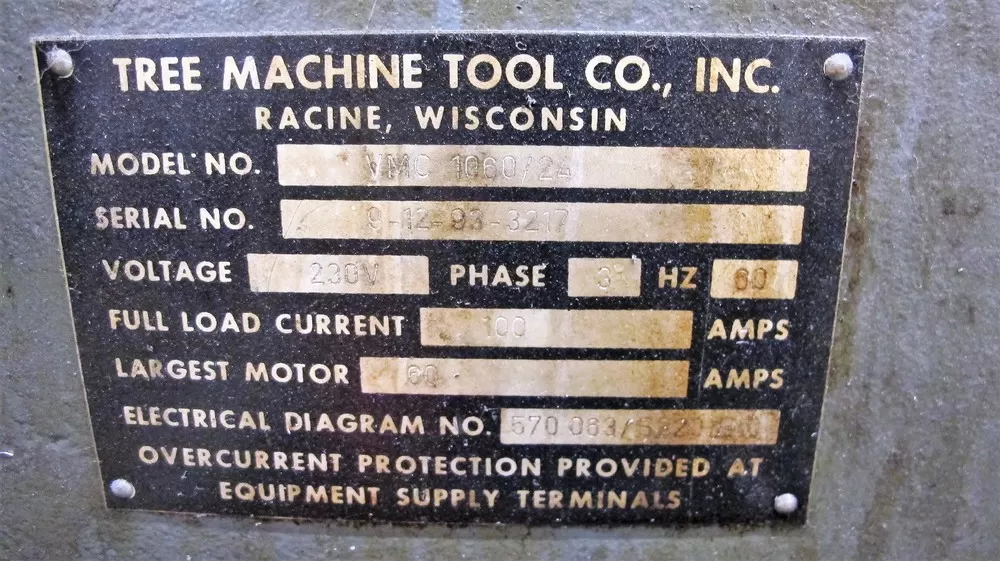 TREE MACHINE TOOL CO., INC.
RACINE, WISCONSIN
MODEL NO. VMC 1060/24
SERIAL NO. 9-12-93-3217
VOLTAGE 230V PHASE 3 HZ 60
FULL LOAD CURRENT 100 AMPS
LARGEST MOTOR 60 AMPS
ELECTRICAL DIAGRAM NO. 570 063/
OVERCURRENT PROTECTION PROVIDED AT
EQUIPMENT SUPPLY TERMINALS